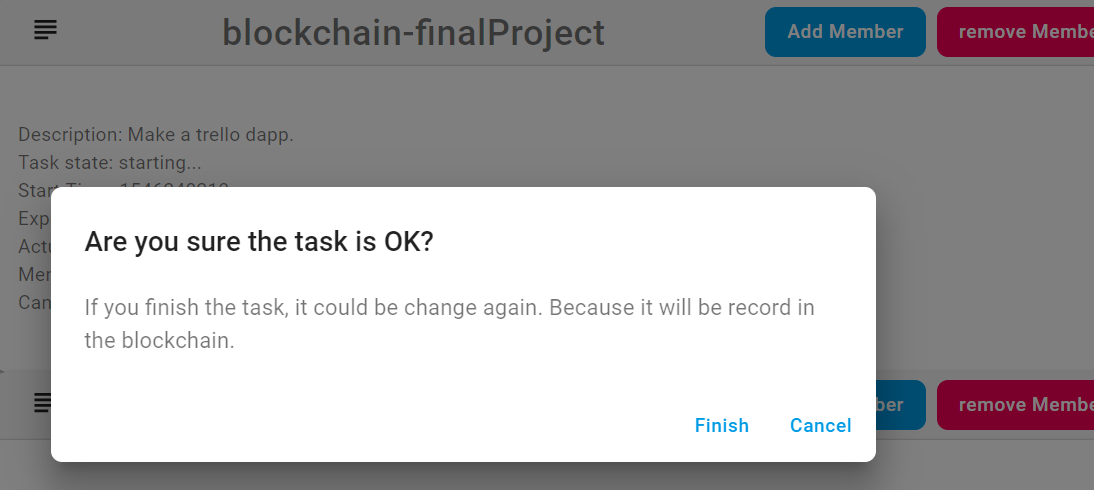 blockchain-finalProject
Add Member
remove
Description: Make a trello dapp.
Task state: starting...
Are you sure the task is OK?
If you finish the task, it could be change again. Because it will be record in
the blockchain.
remove
Finish
Cancel